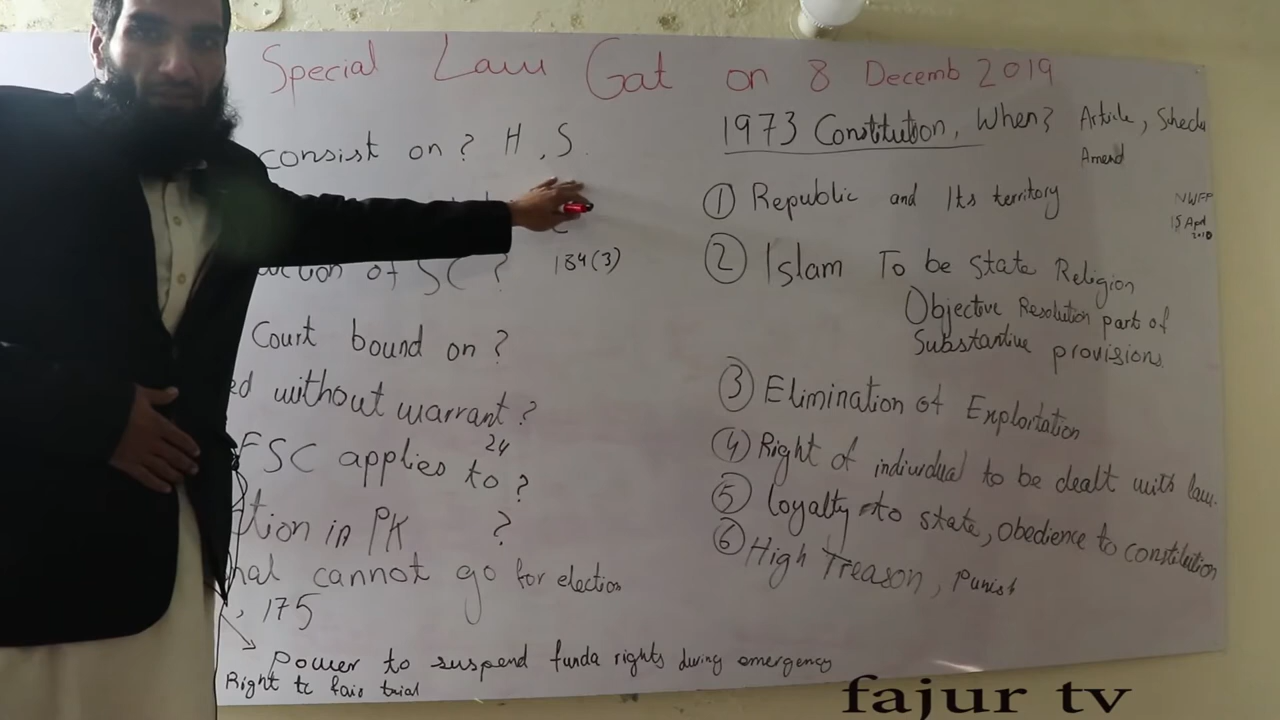 Special Law Gat on 8 Decemb 2019
consist on? H, S
134(3)
of SC?
Court bound on?
ed without warrant?
24
FSC applies to?
tion in PK ?
hal cannot go for election
, 175
Power to suspend funda rights during emergency
Right to fair trial
1973 Constitution, When? Article, Schedu
Amend
NWFP
15 Apr
2010
① Republic and Its territory
② Islam To be State Religion
Objective Resolution part of
Substantive provisions.
③ Elimination of Exploitation
④ Right of individual to be dealt with law.
⑤ Loyalty to state, obedience to constitution
⑥ High Treason, Punish
fajur tv